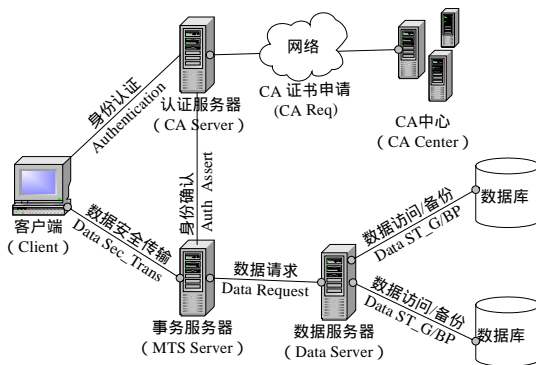 网络
CA 证书申请
(CA Req)
认证服务器
(CA Server)
CA中心
(CA Center)
身份认证
Authentication
身份确认
Auth Assert
客户端
(Client)
数据安全传输
Data Sec_Trans
事务服务器
(MTS Server)
数据请求
Data Request
数据服务器
(Data Server)
数据访问/备份
Data ST_G/BP
数据库
数据访问/备份
Data ST_G/BP
数据库